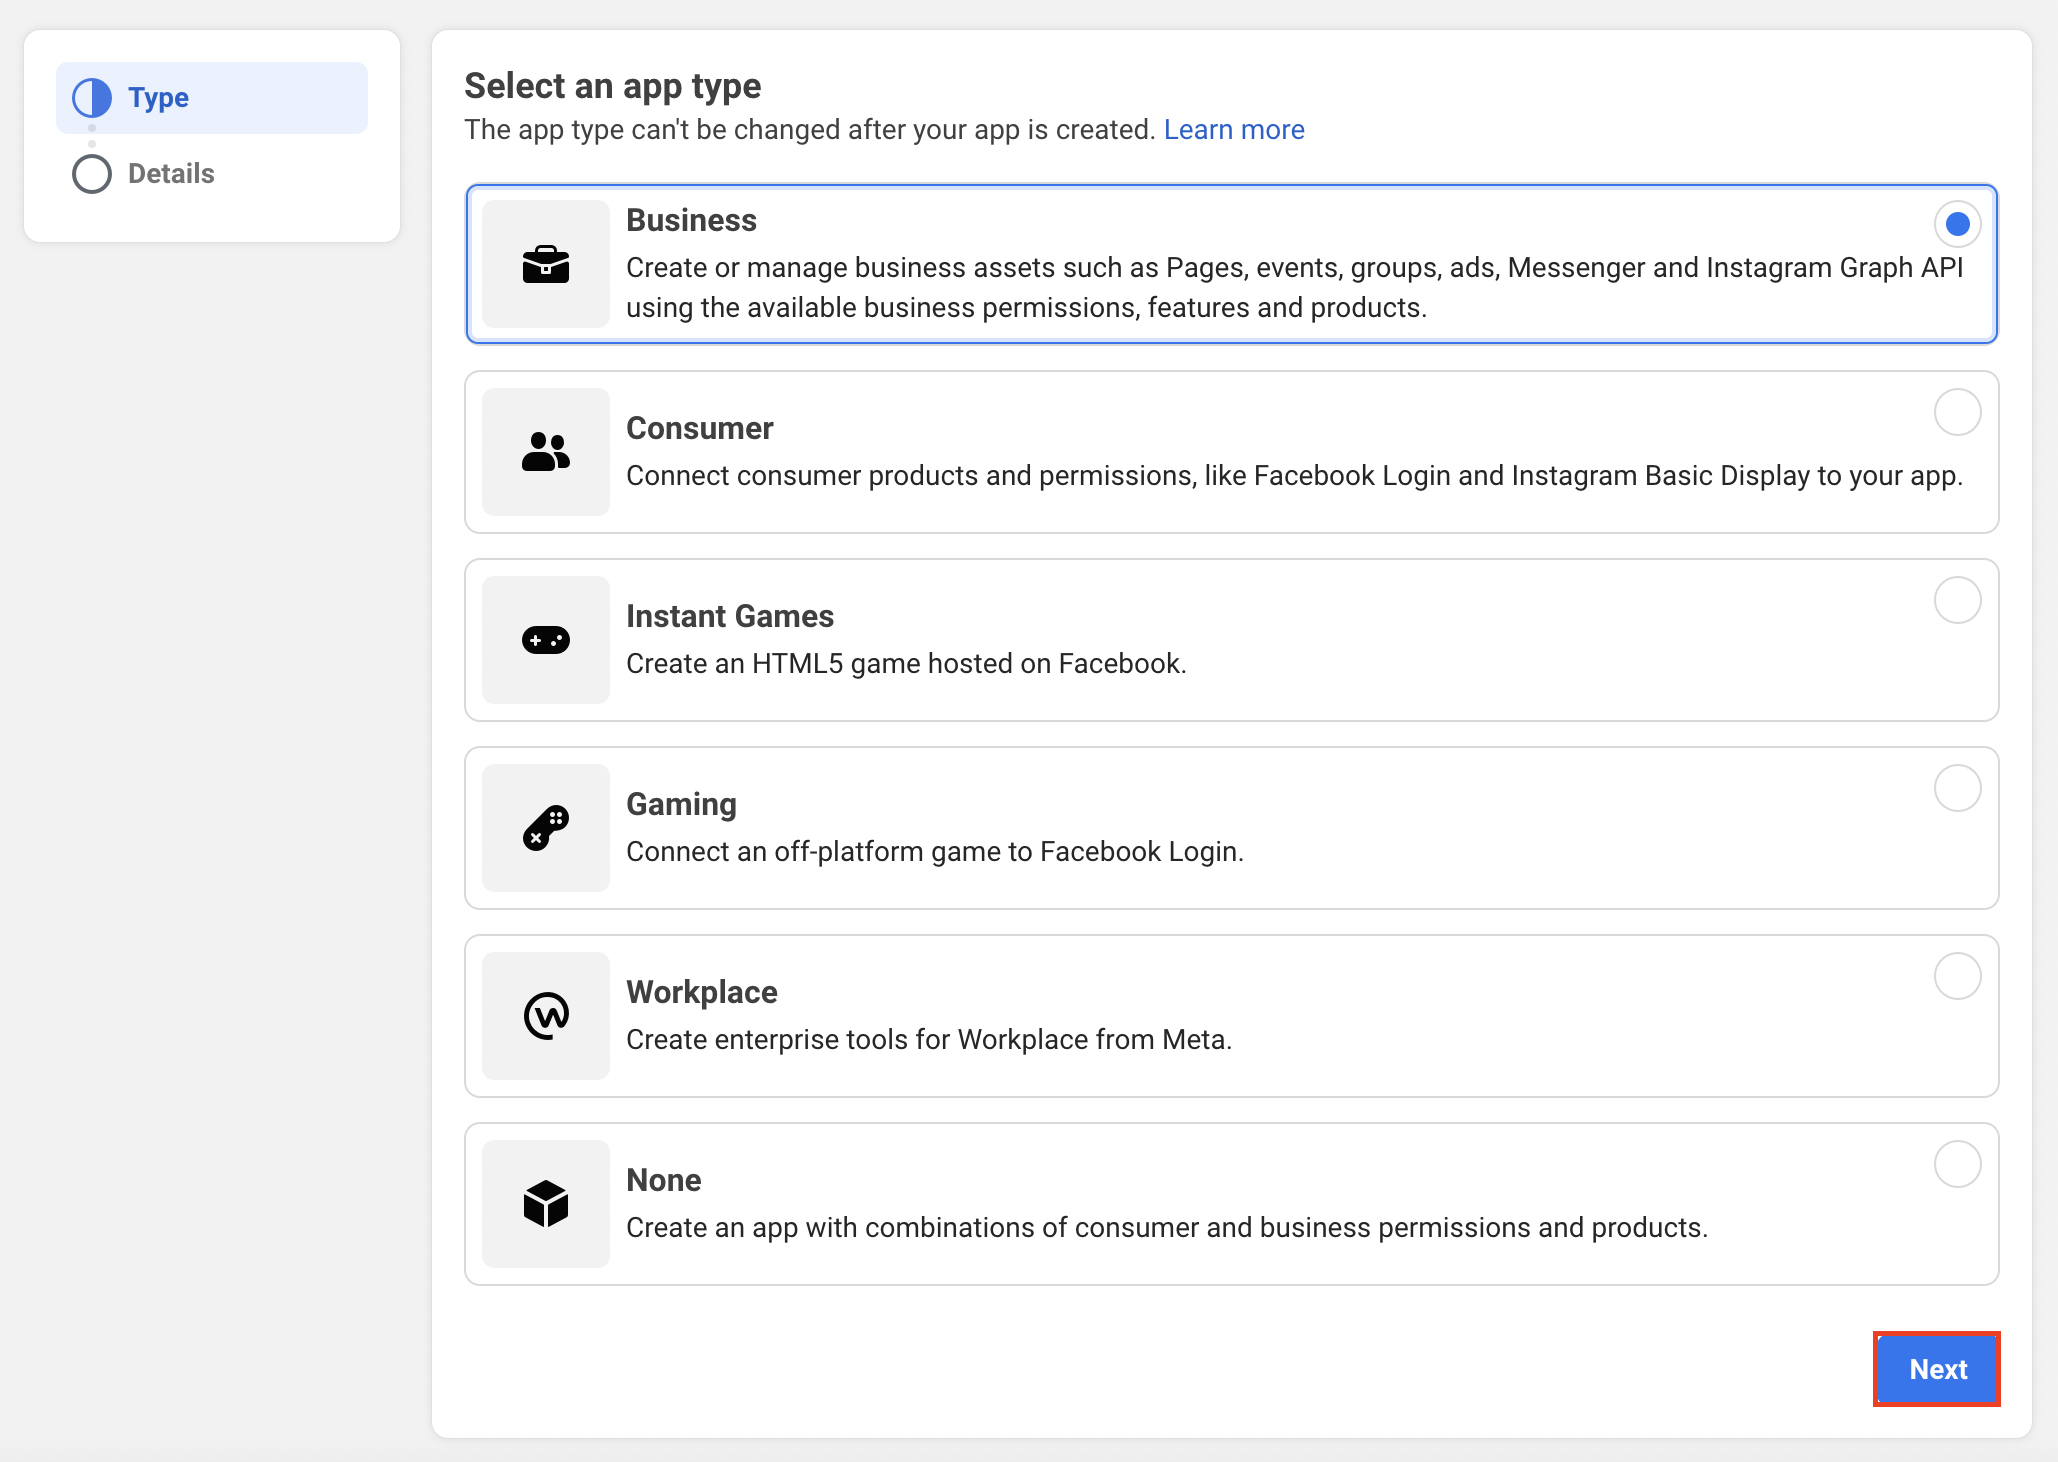 Type
Details
Select an app type
The app type can't be changed after your app is created. Learn more
Business
Create or manage business assets such as Pages, events, groups, ads, Messenger and Instagram Graph API
using the available business permissions, features and products.
Consumer
Connect consumer products and permissions, like Facebook Login and Instagram Basic Display to your app.
Instant Games
Create an HTML5 game hosted on Facebook.
Gaming
Connect an off-platform game to Facebook Login.
Workplace
Create enterprise tools for Workplace from Meta.
None
Create an app with combinations of consumer and business permissions and products.
Next